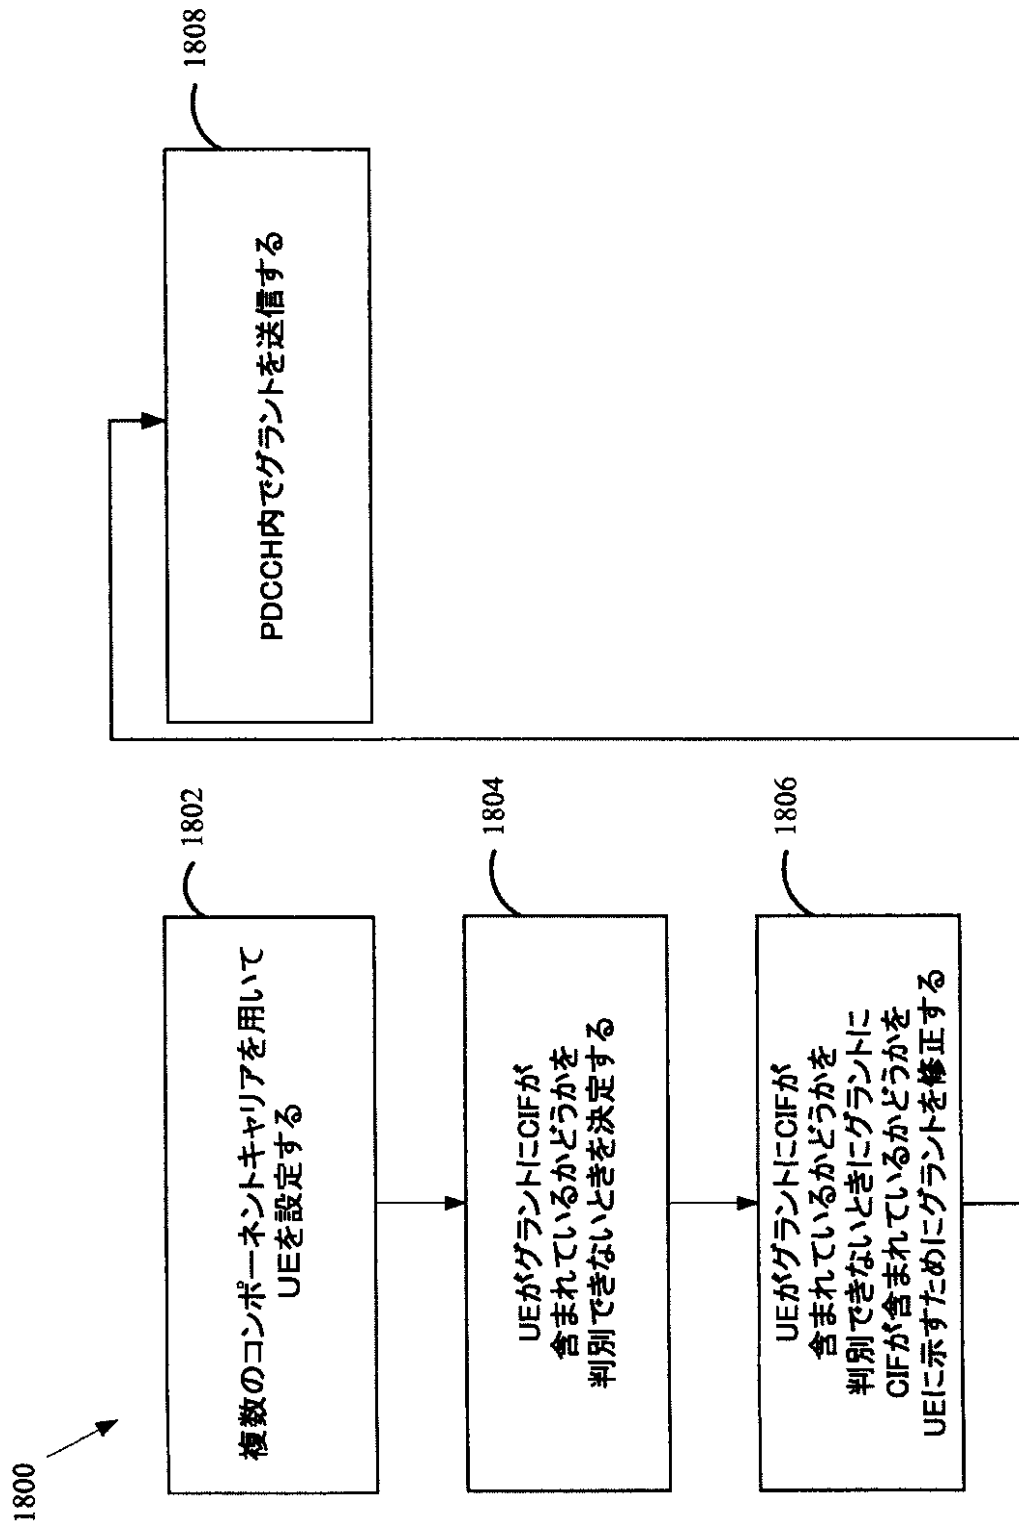 1800
1802
複数のコンポーネントキャリアを用いて
UEを設定する
1804
UEがグラントにCIFが
含まれているかどうかを
判別できないときを決定する
1806
UEがグラントにCIFが
含まれているかどうかを
判別できないときにグラントに
CIFが含まれているかどうかを
UEに示すためにグラントを修正する
1808
PDCCH内でグラントを送信する